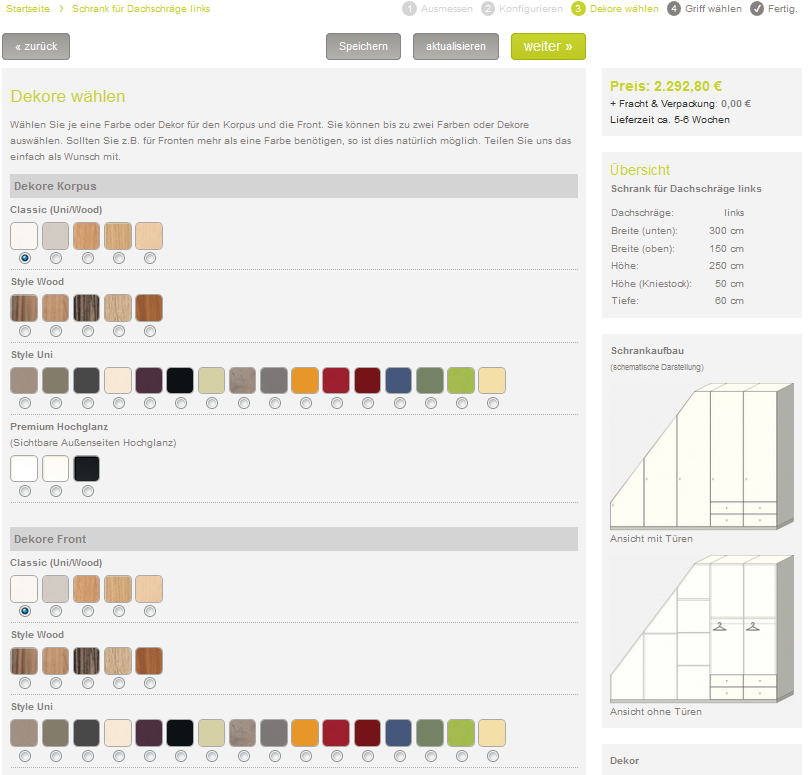 Startseite › Schrank für Dachschräge links
1 Ausmessen 2 Konfigurieren 3 Dekore wählen 4 Griff wählen ✓ Fertig.
« zurück Speichern aktualisieren weiter »
Dekore wählen
Wählen Sie je eine Farbe oder Dekor für den Korpus und die Front. Sie können bis zu zwei Farben oder Dekore
auswählen. Sollten Sie z.B. für Fronten mehr als eine Farbe benötigen, so ist dies natürlich möglich. Teilen Sie uns das
einfach als Wunsch mit.
Dekore Korpus
Classic (Uni/Wood)
Style Wood
Style Uni
Premium Hochglanz
(Sichtbare Außenseiten Hochglanz)
Dekore Front
Classic (Uni/Wood)
Style Wood
Style Uni
Preis: 2.292,80 €
+ Fracht & Verpackung: 0,00 €
Lieferzeit ca. 5-6 Wochen
Übersicht
Schrank für Dachschräge links
Dachschräge: links
Breite (unten): 300 cm
Breite (oben): 150 cm
Höhe: 250 cm
Höhe (Kniestock): 50 cm
Tiefe: 60 cm
Schrankaufbau
(schematische Darstellung)
Ansicht mit Türen
Ansicht ohne Türen
Dekor